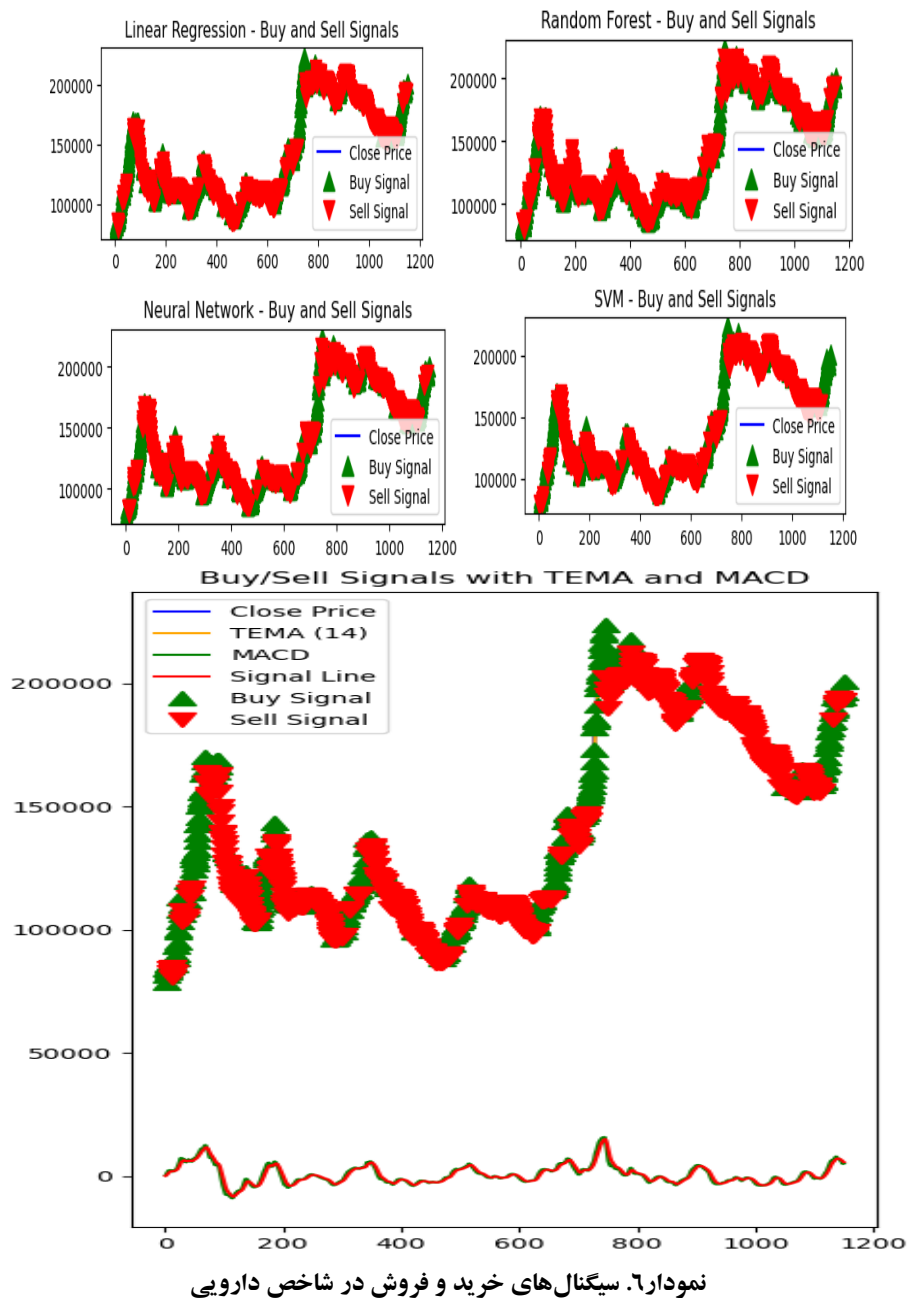 Linear Regression - Buy and Sell Signals
200000
150000
100000
0 200 400 600 800 1000 1200
Close Price
Buy Signal
Sell Signal
Random Forest - Buy and Sell Signals
200000
150000
100000
0 200 400 600 800 1000 1200
Close Price
Buy Signal
Sell Signal
Neural Network - Buy and Sell Signals
200000
150000
100000
0 200 400 600 800 1000 1200
Close Price
Buy Signal
Sell Signal
SVM - Buy and Sell Signals
200000
150000
100000
0 200 400 600 800 1000 1200
Close Price
Buy Signal
Sell Signal
Buy/Sell Signals with TEMA and MACD
Close Price
TEMA (14)
MACD
Signal Line
Buy Signal
Sell Signal
200000
150000
100000
50000
0
0 200 400 600 800 1000 1200
نمودار٦. سیگنال‌های خرید و فروش در شاخص دارویی